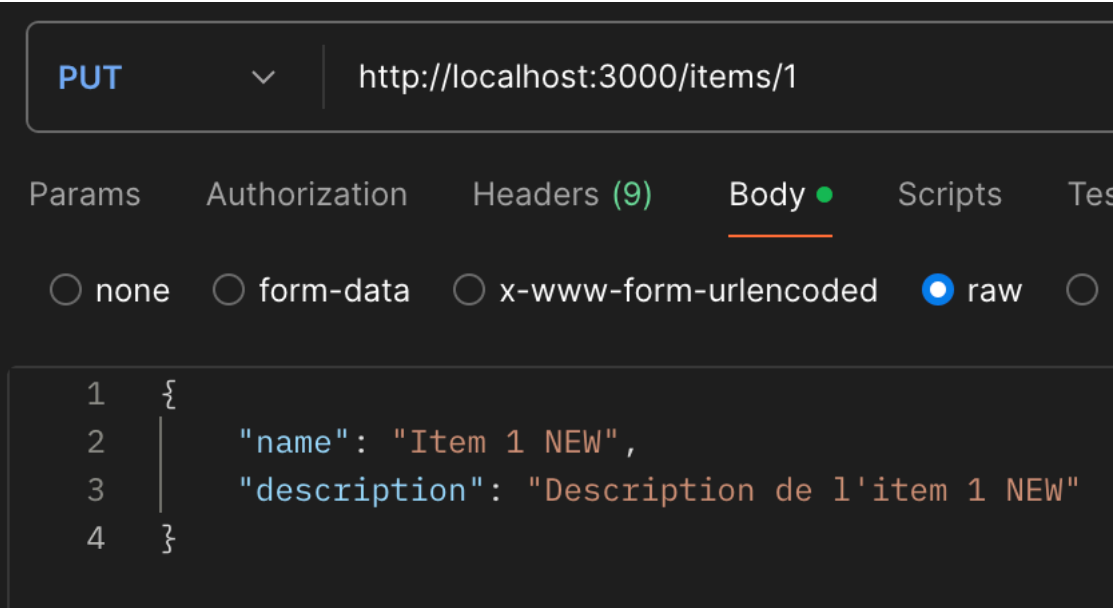 PUT http://localhost:3000/items/1
Params Authorization Headers (9) Body Scripts
none form-data x-www-form-urlencoded raw
1 {
2 "name": "Item 1 NEW",
3 "description": "Description de l'item 1 NEW"
4 }